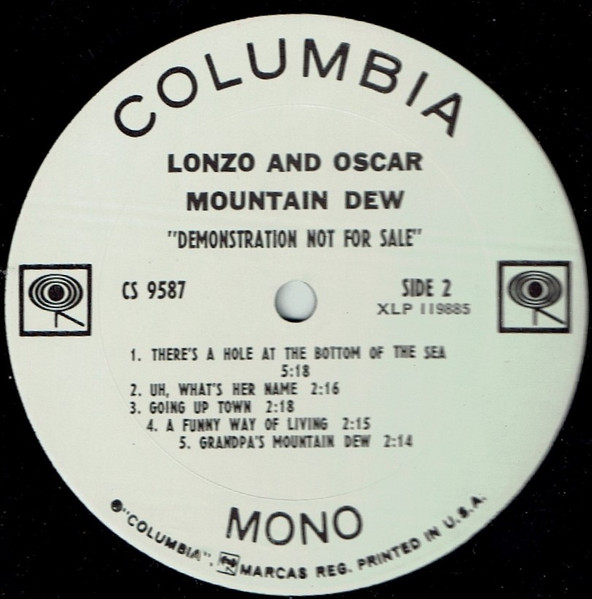 COLUMBIA
LONZO AND OSCAR
MOUNTAIN DEW
"DEMONSTRATION NOT FOR SALE"
CS 9587
SIDE 2
XLP 119885
1. THERE'S A HOLE AT THE BOTTOM OF THE SEA
5:18
2. UH, WHAT'S HER NAME 2:16
3. GOING UP TOWN 2:18
4. A FUNNY WAY OF LIVING 2:15
5. GRANDPA'S MOUNTAIN DEW 2:14
MONO
®"COLUMBIA", MARCAS REG. PRINTED IN U.S.A.